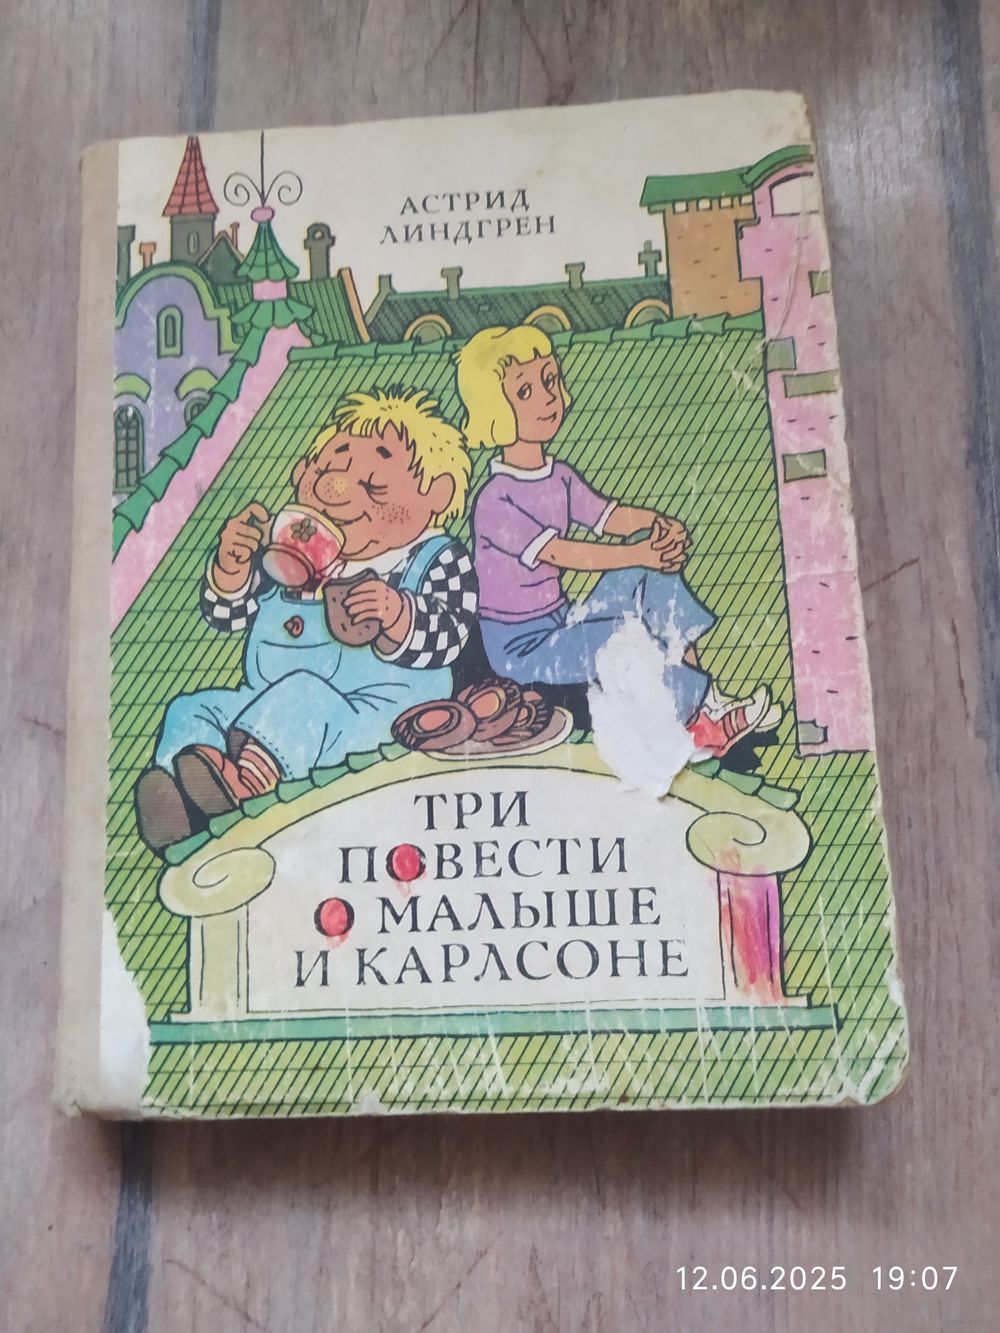 АСТРИД
ЛИНДГРЕН
ТРИ
ПОВЕСТИ
О МАЛЫШЕ
И КАРЛСОНЕ
12.06.2025 19:07